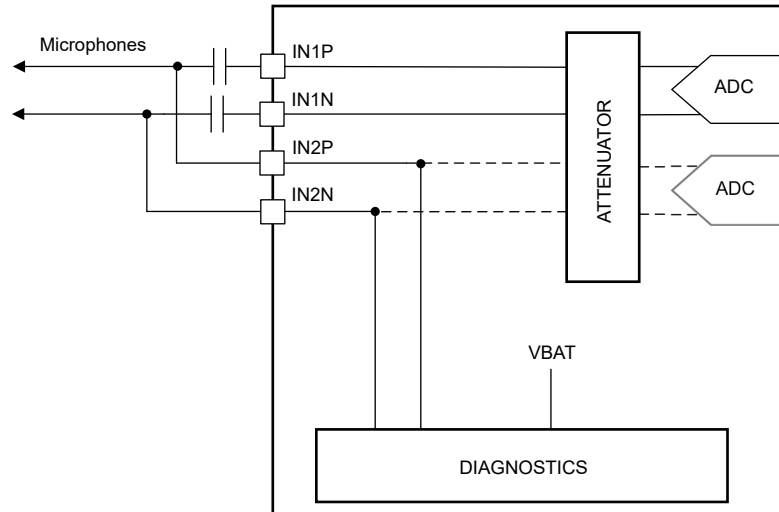 Microphones
IN1P
IN1N
IN2P
IN2N
ATTENUATOR
ADC
ADC
VBAT
DIAGNOSTICS